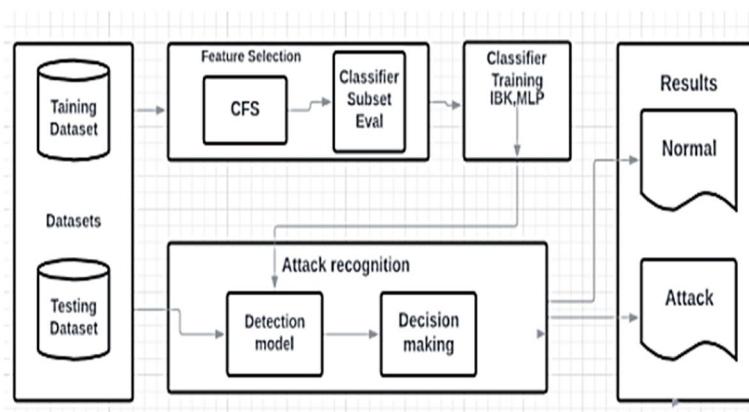 Taining
Dataset
Datasets
Testing
Dataset
Feature Selection
CFS
Classifier
Subset
Eval
Classifier
Training
IBK,MLP
Attack recognition
Detection
model
Decision
making
Results
Normal
Attack